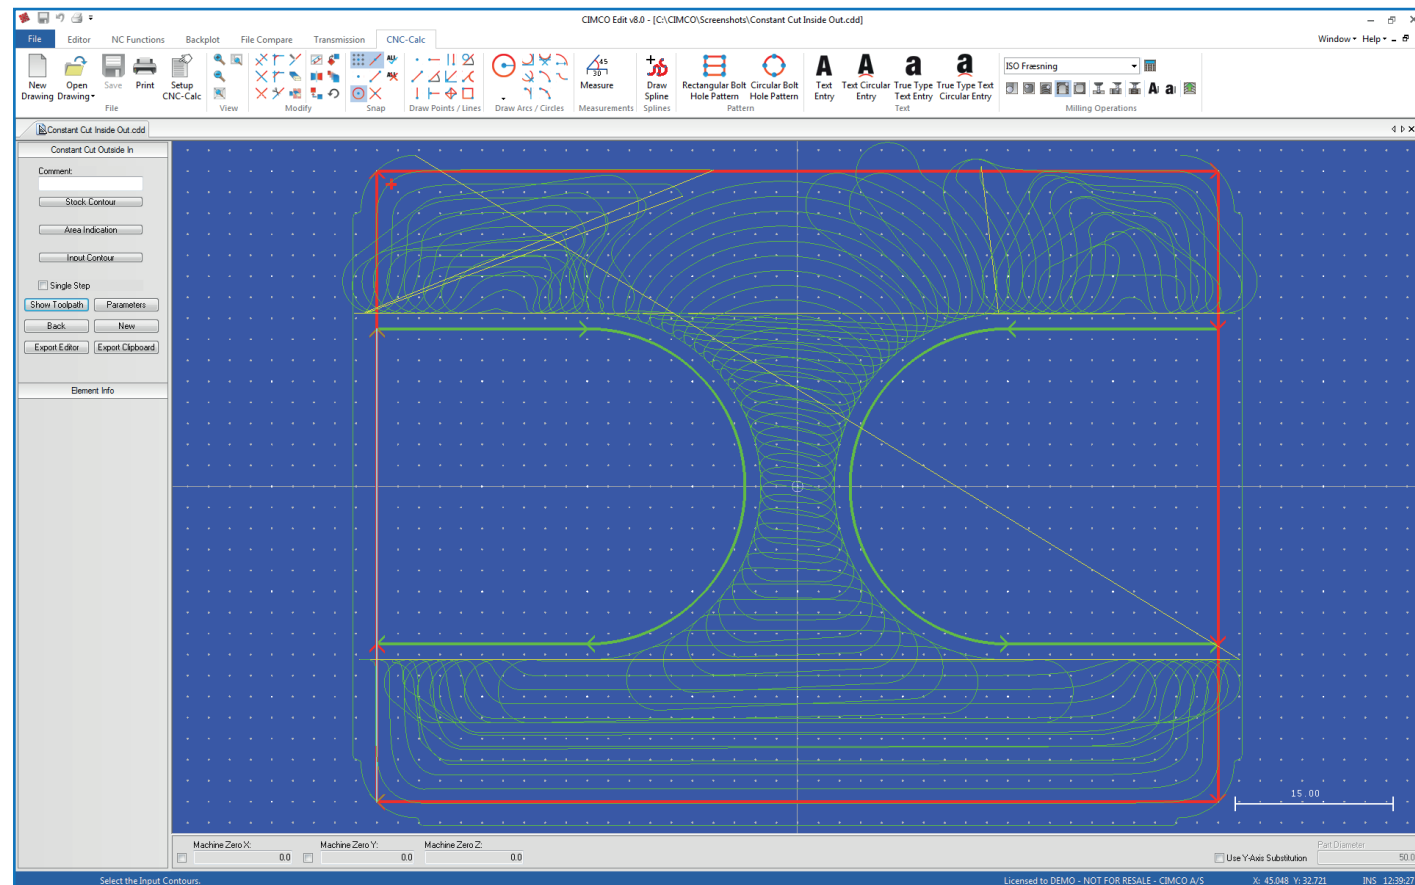 CIMCO Edit v8.0 - [C:\CIMCO\Screenshots\Constant Cut Inside Out.cdd]
File Editor NC Functions Backplot File Compare Transmission CNC-Calc Window Help
New Drawing
Open Drawing
Save
Print
Setup CNC-Calc
Measure
Draw Spline
Rectangular Bolt Hole Pattern
Circular Bolt Hole Pattern
Text Entry
Text Circular Entry
True Type Text Entry
True Type Text Circular Entry
ISO Fræsning
File View Modify Snap Draw Points / Lines Draw Arcs / Circles Measurements Splines Pattern Text Milling Operations
Constant Cut Inside Out.cdd
Constant Cut Outside In
Comment:
Stock Contour
Area Indication
Input Contour
Single Step
Show Toolpath Parameters
Back New
Export Editor Export Clipboard
Element Info
15.00
Machine Zero X: Machine Zero Y: Machine Zero Z: Part Diameter
0.0 0.0 0.0 Use Y-Axis Substitution 50.0
Select the Input Contours. Licensed to DEMO - NOT FOR RESALE - CIMCO A/S X: 45.048 Y: 32.721 INS 12:39:27